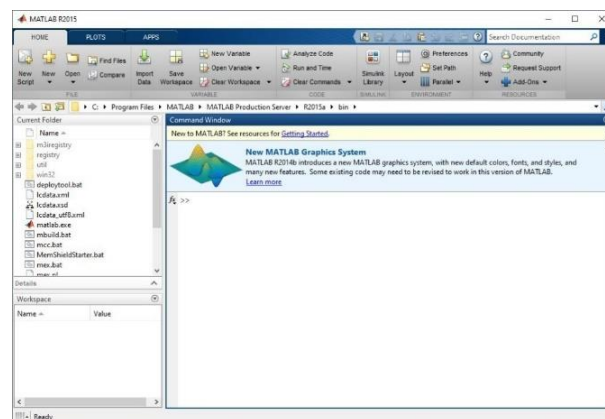 MATLAB R2015
HOME PLOTS APPS
Search Documentation
New Script
New
Open
Find Files
Compare
Import Data
Save Workspace
New Variable
Open Variable
Clear Workspace
Analyze Code
Run and Time
Clear Commands
Simulink Library
Layout
Preferences
Set Path
Parallel
Help
Community
Request Support
Add-Ons
FILE VARIABLE CODE SIMULINK ENVIRONMENT RESOURCES
C: Program Files MATLAB MATLAB Production Server R2015a bin
Current Folder
Name
m3iregistry
registry
util
win32
deploytool.bat
lcdata.xml
lcdata.xsd
lcdata_utf8.xml
matlab.exe
mbuild.bat
mcc.bat
MemShieldStarter.bat
mex.bat
mex.pl
Details
Workspace
Name Value
Command Window
New to MATLAB? See resources for Getting Started.
New MATLAB Graphics System
MATLAB R2014b introduces a new MATLAB graphics system, with new default colors, fonts, and styles, and
many new features. Some existing code may need to be revised to work in this version of MATLAB.
Learn more
fx >>
Ready